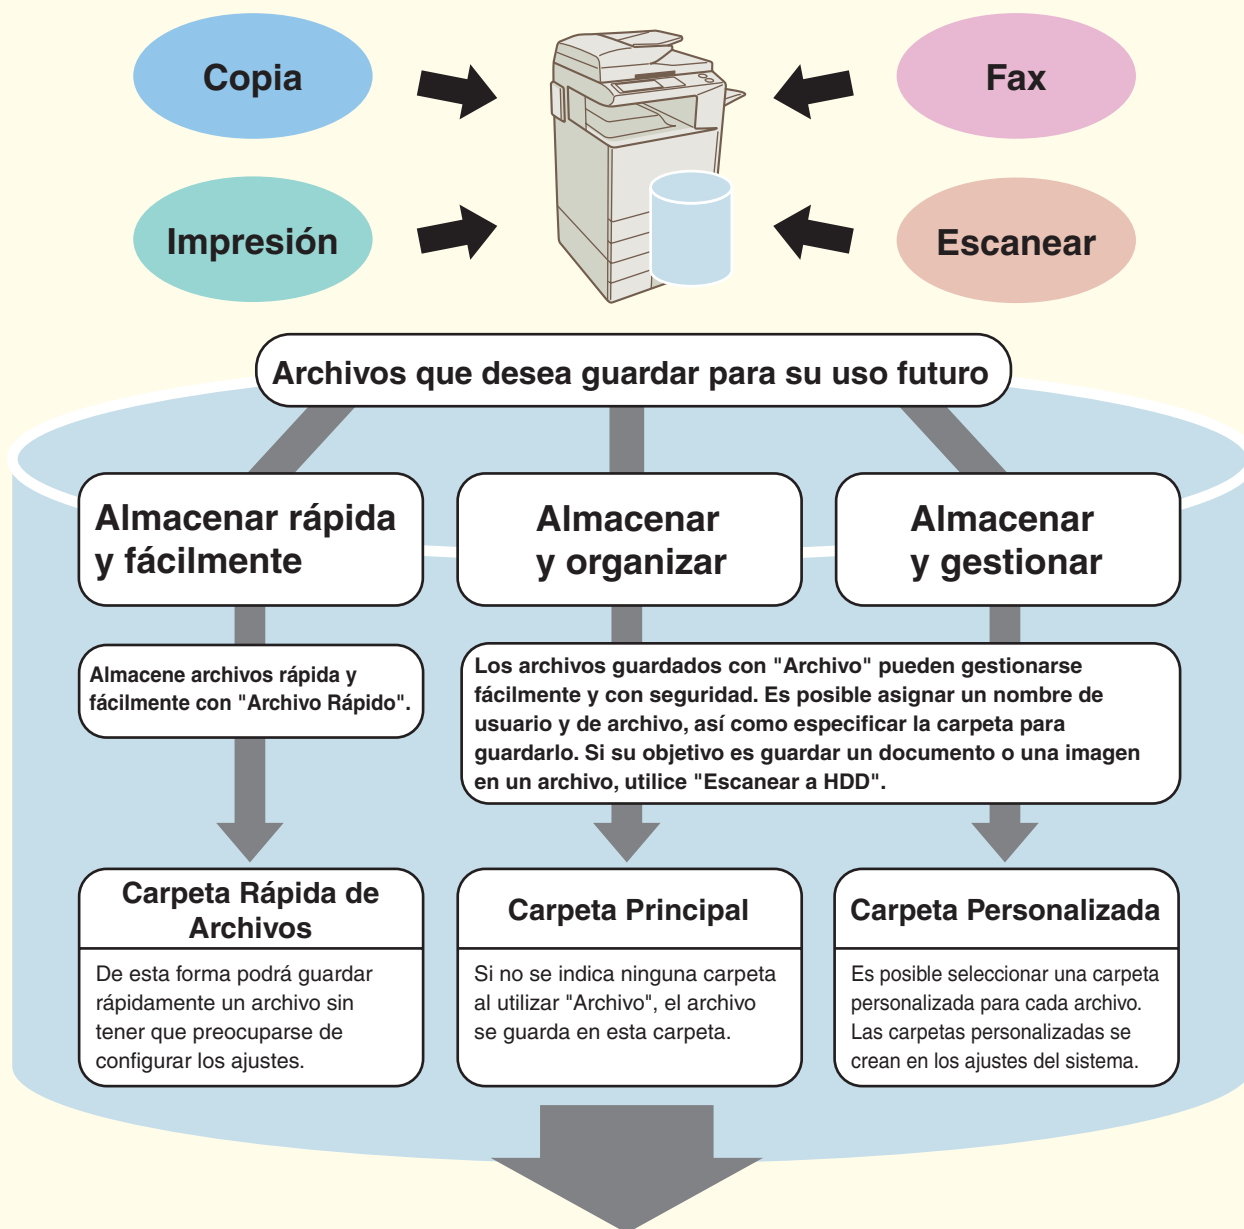 Copia
Fax
Impresión
Escanear
Archivos que desea guardar para su uso futuro
Almacenar rápida
y fácilmente
Almacenar
y organizar
Almacenar
y gestionar
Almacene archivos rápida y
fácilmente con "Archivo Rápido".
Los archivos guardados con "Archivo" pueden gestionarse
fácilmente y con seguridad. Es posible asignar un nombre de
usuario y de archivo, así como especificar la carpeta para
guardarlo. Si su objetivo es guardar un documento o una imagen
en un archivo, utilice "Escanear a HDD".
Carpeta Rápida de
Archivos
De esta forma podrá guardar
rápidamente un archivo sin
tener que preocuparse de
configurar los ajustes.
Carpeta Principal
Si no se indica ninguna carpeta
al utilizar "Archivo", el archivo
se guarda en esta carpeta.
Carpeta Personalizada
Es posible seleccionar una carpeta
personalizada para cada archivo.
Las carpetas personalizadas se
crean en los ajustes del sistema.